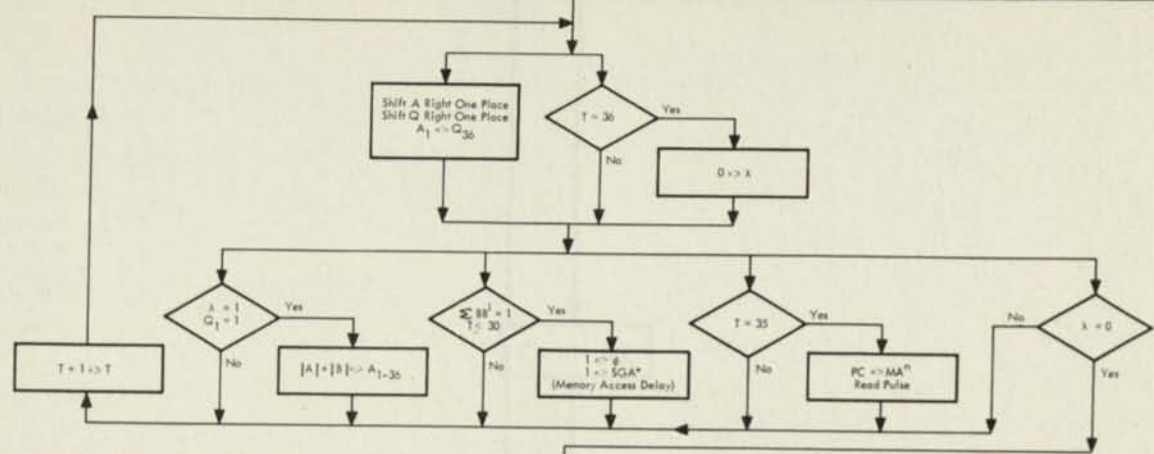 Shift A Right One Place
Shift Q Right One Place
A₁ => Q₃₆
T = 36
Yes
No
0 => λ
λ = 1
Q₁ = 1
Yes
No
|A| + |B| => A₁₋₃₆
BB¹ = 1
T ≤ 30
Yes
No
1 => φ
1 => SGA*
(Memory Access Delay)
T = 35
Yes
No
PC => MAᴾ¹
Read Pulse
λ = 0
No
Yes
T + 1 => T